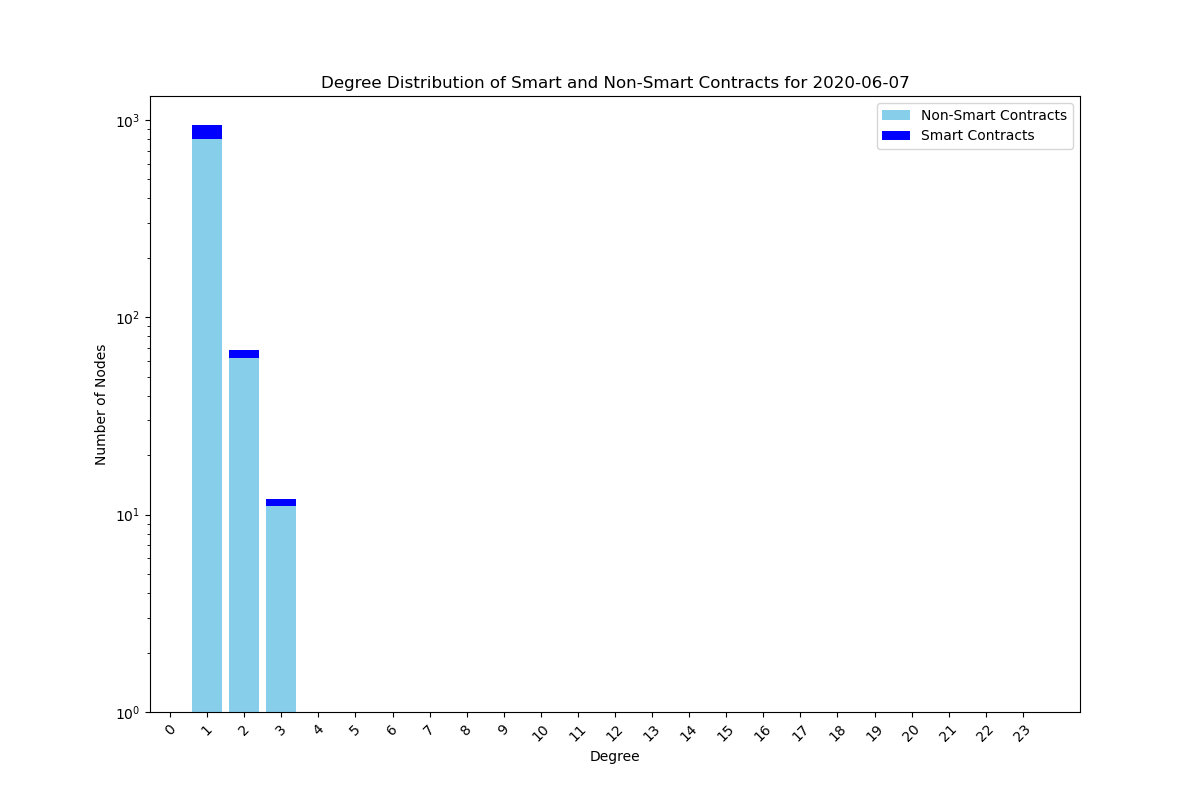 Degree Distribution of Smart and Non-Smart Contracts for 2020-06-07
Non-Smart Contracts
Smart Contracts
10³
10²
10¹
10⁰
Number of Nodes
0 1 2 3 4 5 6 7 8 9 10 11 12 13 14 15 16 17 18 19 20 21 22 23
Degree